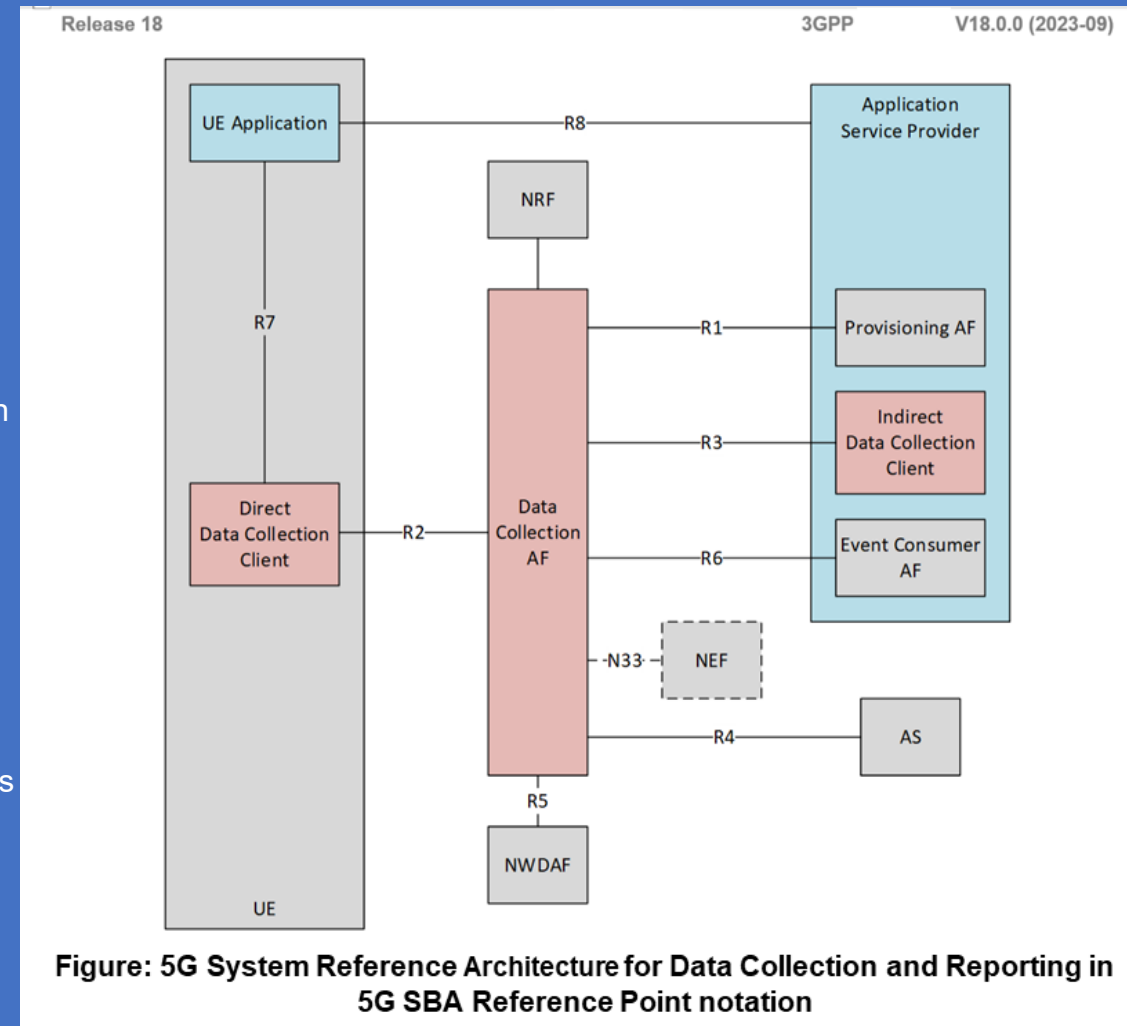 Release 18
3GPP
V18.0.0 (2023-09)
UE Application
R8
Application
Service Provider
NRF
R7
R1
Provisioning AF
n
R3
Indirect
Data Collection
Client
Direct
Data Collection
Client
R2
Data
Collection
AF
R6
Event Consumer
AF
N33
NEF
R4
AS
s
R5
NWDAF
UE
Figure: 5G System Reference Architecture for Data Collection and Reporting in
5G SBA Reference Point notation